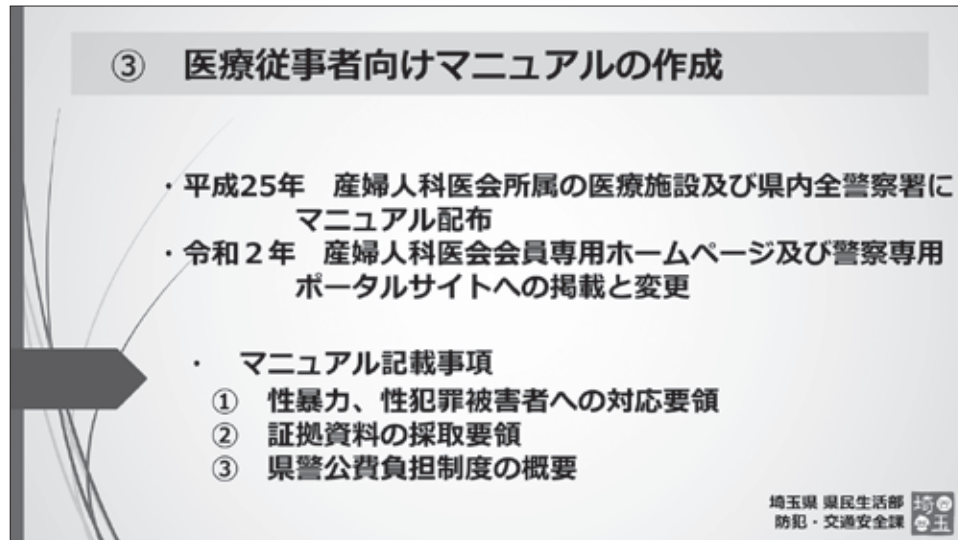 ③ 医療従事者向けマニュアルの作成
・平成25年 産婦人科医会所属の医療施設及び県内全警察署に
マニュアル配布
・令和２年 産婦人科医会会員専用ホームページ及び警察専用
ポータルサイトへの掲載と変更
・ マニュアル記載事項
① 性暴力、性犯罪被害者への対応要領
② 証拠資料の採取要領
③ 県警公費負担制度の概要
埼玉県 県民生活部
防犯・交通安全課
埼玉